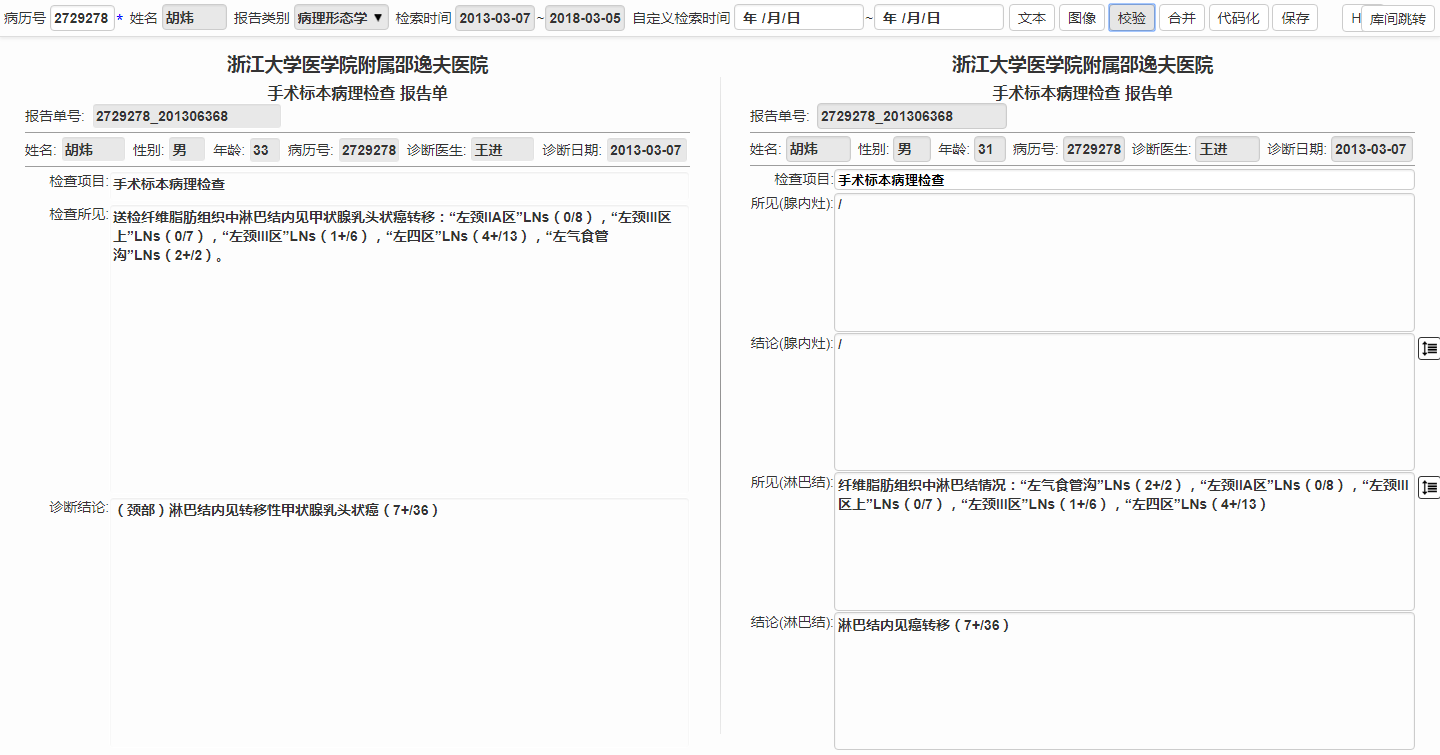 病历号 2729278 * 姓名 胡炜 报告类别 病理形态学 ▼ 检索时间 2013-03-07 ~ 2018-03-05 自定义检索时间 年 /月/日 ~ 年 /月/日 文本 图像 校验 合并 代码化 保存 H 库间跳转
浙江大学医学院附属邵逸夫医院
手术标本病理检查 报告单
报告单号: 2729278_201306368
姓名: 胡炜 性别: 男 年龄: 33 病历号: 2729278 诊断医生: 王进 诊断日期: 2013-03-07
检查项目: 手术标本病理检查
检查所见: 送检纤维脂肪组织中淋巴结内见甲状腺乳头状癌转移：“左颈IIA区”LNs（0/8），“左颈III区
上”LNs（0/7），“左颈III区”LNs（1+/6），“左四区”LNs（4+/13），“左气食管
沟”LNs（2+/2）。
诊断结论: （颈部）淋巴结内见转移性甲状腺乳头状癌（7+/36）
浙江大学医学院附属邵逸夫医院
手术标本病理检查 报告单
报告单号: 2729278_201306368
姓名: 胡炜 性别: 男 年龄: 31 病历号: 2729278 诊断医生: 王进 诊断日期: 2013-03-07
检查项目: 手术标本病理检查
所见(腺内灶): /
结论(腺内灶): /
所见(淋巴结): 纤维脂肪组织中淋巴结情况：“左气食管沟”LNs（2+/2），“左颈IIA区”LNs（0/8），“左颈III
区上”LNs（0/7），“左颈III区”LNs（1+/6），“左四区”LNs（4+/13）
结论(淋巴结): 淋巴结内见癌转移（7+/36）